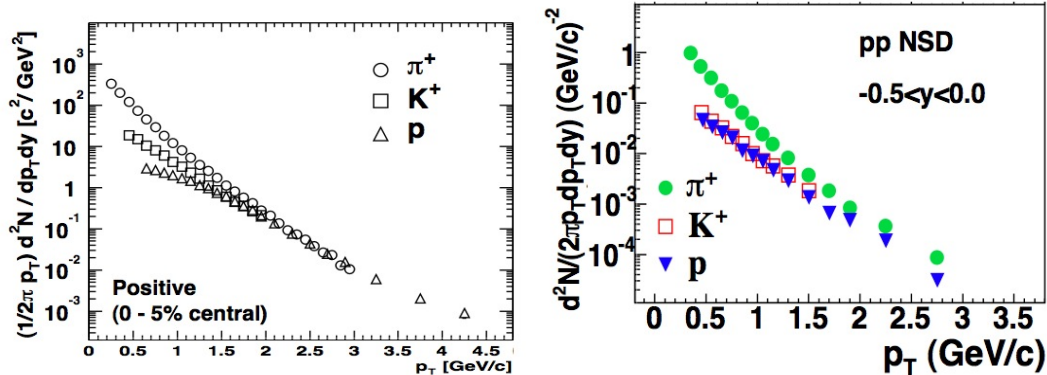 (1/2π p_T) d²N / dp_T dy [c²/GeV²]
10³
10²
10
1
10⁻¹
10⁻²
10⁻³
π⁺
K⁺
p
Positive
(0 - 5% central)
0 0.5 1 1.5 2 2.5 3 3.5 4 4.5 5
p_T [GeV/c]
d²N/(2πp_T dp_T dy) (GeV/c)⁻²
1
10⁻¹
10⁻²
10⁻³
10⁻⁴
pp NSD
-0.5<y<0.0
π⁺
K⁺
p
0 0.5 1 1.5 2 2.5 3 3.5
p_T (GeV/c)